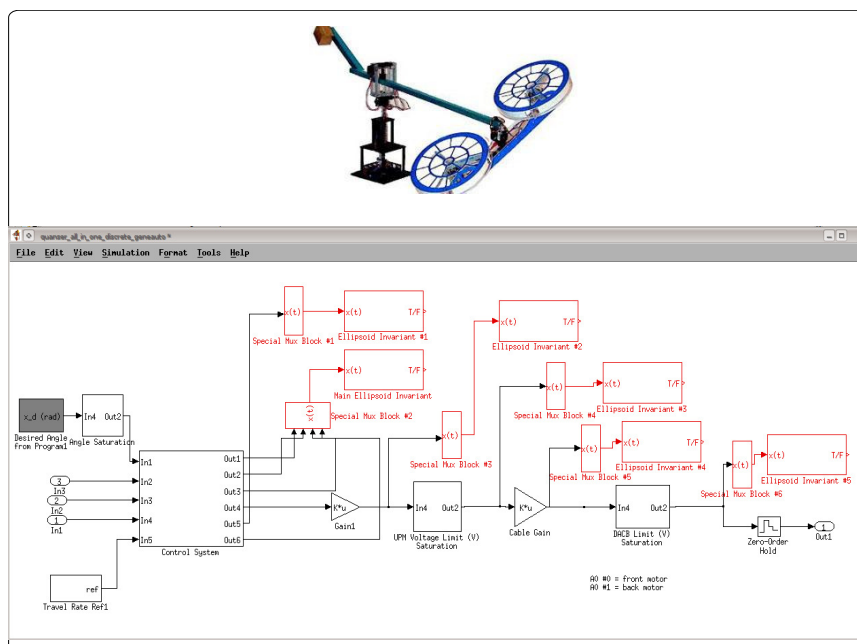 quanser_all_in_one_discrete_geneauto *
File Edit View Simulation Format Tools Help
x(t)
Special Mux Block #1
x(t) T/F
Ellipsoid Invariant #1
x(t) T/F
Ellipsoid Invariant #2
x(t) T/F
Main Ellipsoid Invariant
x(t)
Special Mux Block #2
x(t)
Special Mux Block #3
x(t)
Special Mux Block #4
x(t) T/F
Ellipsoid Invariant #3
x(t)
Special Mux Block #5
x(t) T/F
Ellipsoid Invariant #4
x(t)
Special Mux Block #6
x(t) T/F
Ellipsoid Invariant #5
x_d (rad)
Desired Angle
from Program1
In4 Out2
Angle Saturation
3
In3
2
In2
1
In1
ref
Travel Rate Ref1
In1
In2
In3
In4
In5
Out1
Out2
Out3
Out4
Out5
Out6
Control System
K*u
Gain1
In4 Out2
UPM Voltage Limit (V)
Saturation
K*u
Cable Gain
In4 Out2
DACB Limit (V)
Saturation
Zero-Order
Hold
1
Out1
AO #0 = front motor
AO #1 = back motor